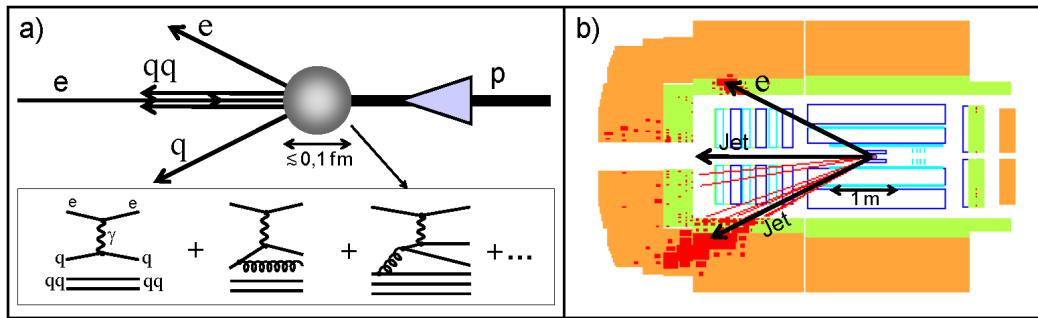 a)
e
qq
e
p
q
≲ 0,1 fm
e e
γ
q q
qq qq
+ + + ...
b)
e
Jet
1 m
Jet